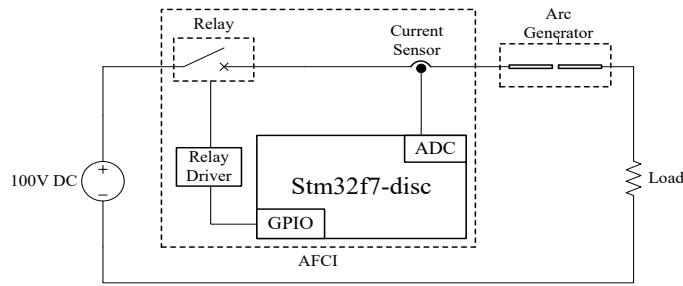 Relay
Current
Sensor
Arc
Generator
100V DC
+
−
Relay
Driver
ADC
Stm32f7-disc
GPIO
Load
AFCI